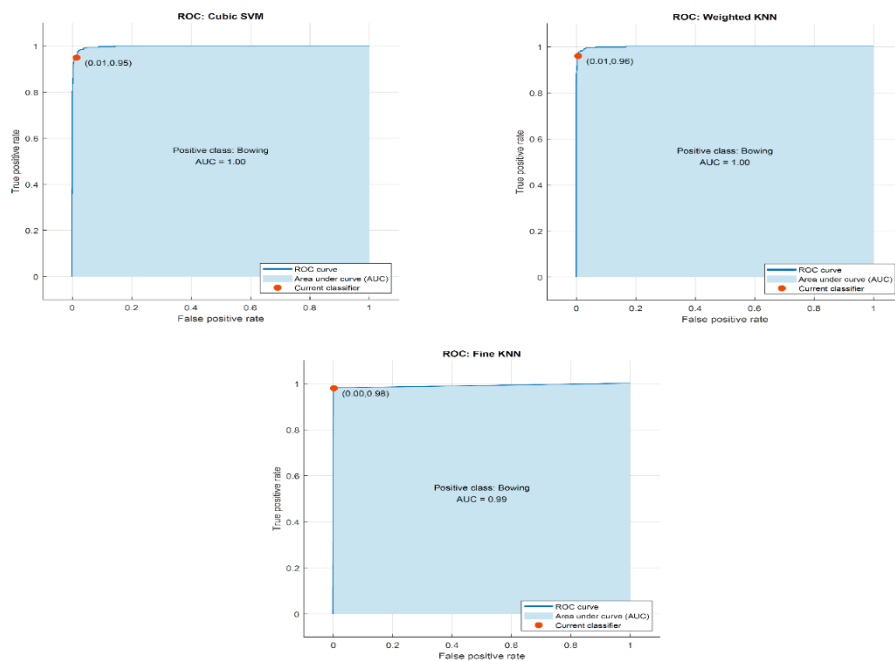 ROC: Cubic SVM
1
0.8
0.6
0.4
0.2
0
True positive rate
(0.01,0.95)
Positive class: Bowing
AUC = 1.00
ROC curve
Area under curve (AUC)
Current classifier
0 0.2 0.4 0.6 0.8 1
False positive rate
ROC: Weighted KNN
1
0.8
0.6
0.4
0.2
0
True positive rate
(0.01,0.96)
Positive class: Bowing
AUC = 1.00
ROC curve
Area under curve (AUC)
Current classifier
0 0.2 0.4 0.6 0.8 1
False positive rate
ROC: Fine KNN
1
0.8
0.6
0.4
0.2
0
True positive rate
(0.00,0.98)
Positive class: Bowing
AUC = 0.99
ROC curve
Area under curve (AUC)
Current classifier
0 0.2 0.4 0.6 0.8 1
False positive rate